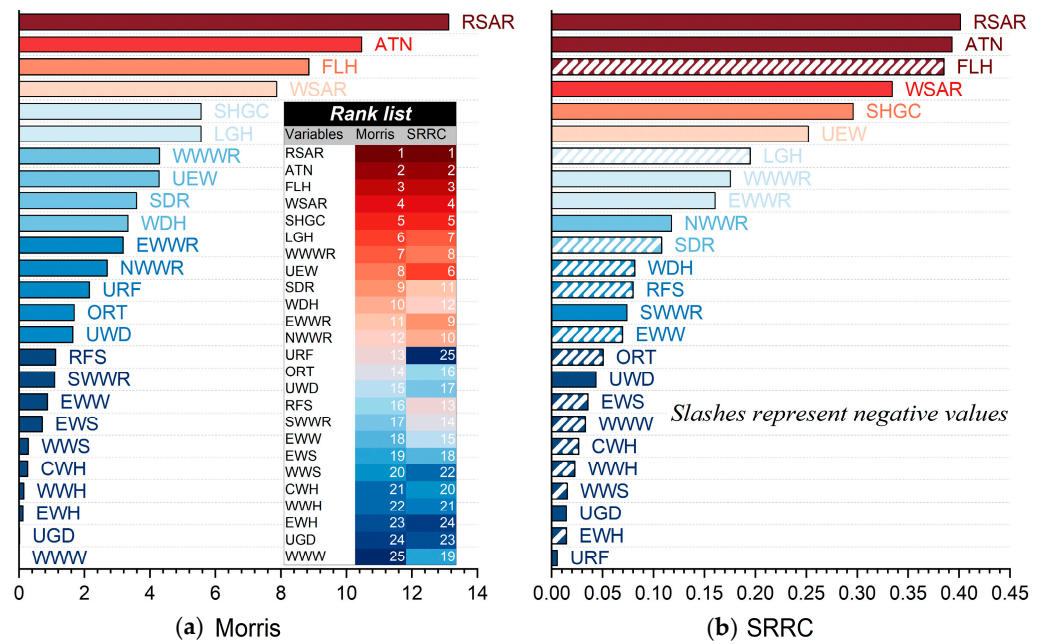 RSAR
ATN
FLH
WSAR
SHGC
LGH
WWWR
UEW
SDR
WDH
EWWR
NWWR
URF
ORT
UWD
RFS
SWWR
EWW
EWS
WWS
CWH
WWH
EWH
UGD
WWW
0 2 4 6 8 10 12 14
(a) Morris
Rank list
Variables Morris SRRC
RSAR 1 1
ATN 2 2
FLH 3 3
WSAR 4 4
SHGC 5 5
LGH 6 7
WWWR 7 8
UEW 8 6
SDR 9 11
WDH 10 12
EWWR 11 9
NWWR 12 10
URF 13 25
ORT 14 16
UWD 15 17
RFS 16 13
SWWR 17 14
EWW 18 15
EWS 19 18
WWS 20 22
CWH 21 20
WWH 22 21
EWH 23 24
UGD 24 23
WWW 25 19
RSAR
ATN
FLH
WSAR
SHGC
UEW
LGH
WWWR
EWWR
NWWR
SDR
WDH
RFS
SWWR
EWW
ORT
UWD
EWS
WWW
CWH
WWH
WWS
UGD
EWH
URF
Slashes represent negative values
0.00 0.05 0.10 0.15 0.20 0.25 0.30 0.35 0.40 0.45
(b) SRRC